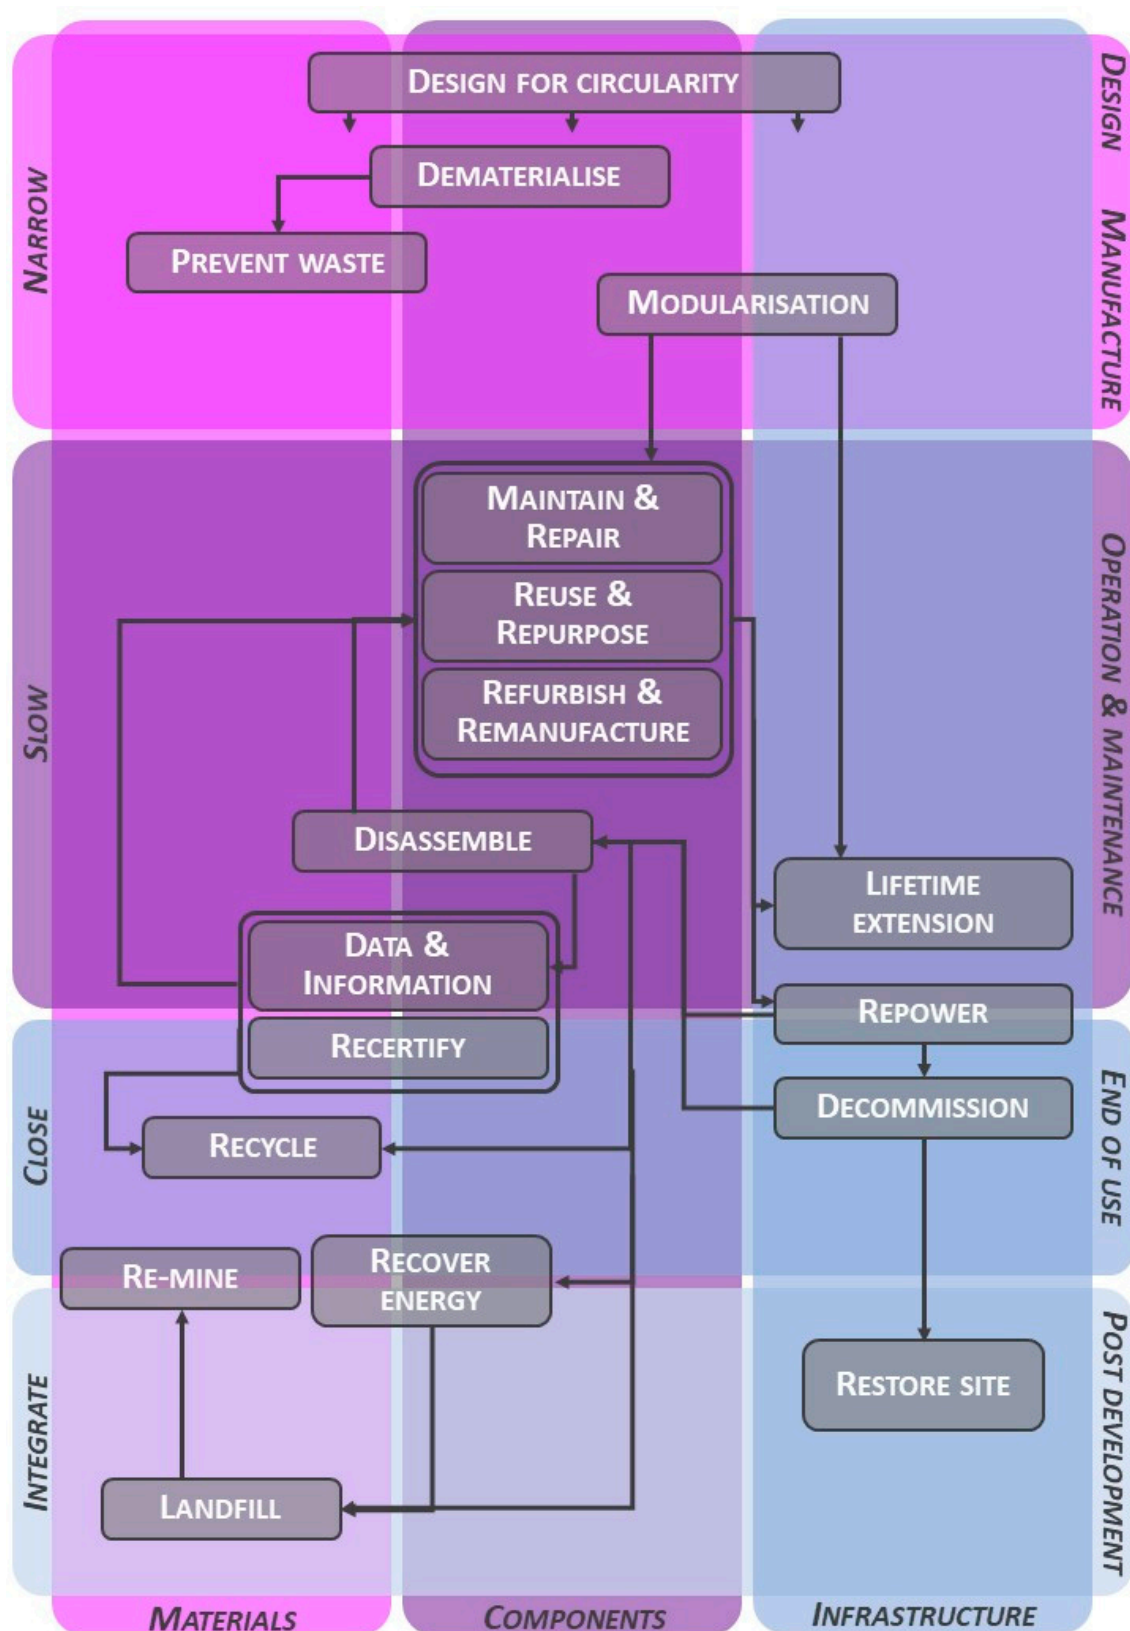 DESIGN FOR CIRCULARITY
DEMATERIALISE
PREVENT WASTE
MODULARISATION
NARROW
DESIGN
MANUFACTURE
MAINTAIN &
REPAIR
REUSE &
REPURPOSE
REFURBISH &
REMANUFACTURE
SLOW
OPERATION & MAINTENANCE
DISASSEMBLE
LIFETIME
EXTENSION
DATA &
INFORMATION
RECERTIFY
REPOWER
DECOMMISSION
CLOSE
END OF USE
RECYCLE
RE-MINE
RECOVER
ENERGY
RESTORE SITE
INTEGRATE
POST DEVELOPMENT
LANDFILL
MATERIALS
COMPONENTS
INFRASTRUCTURE